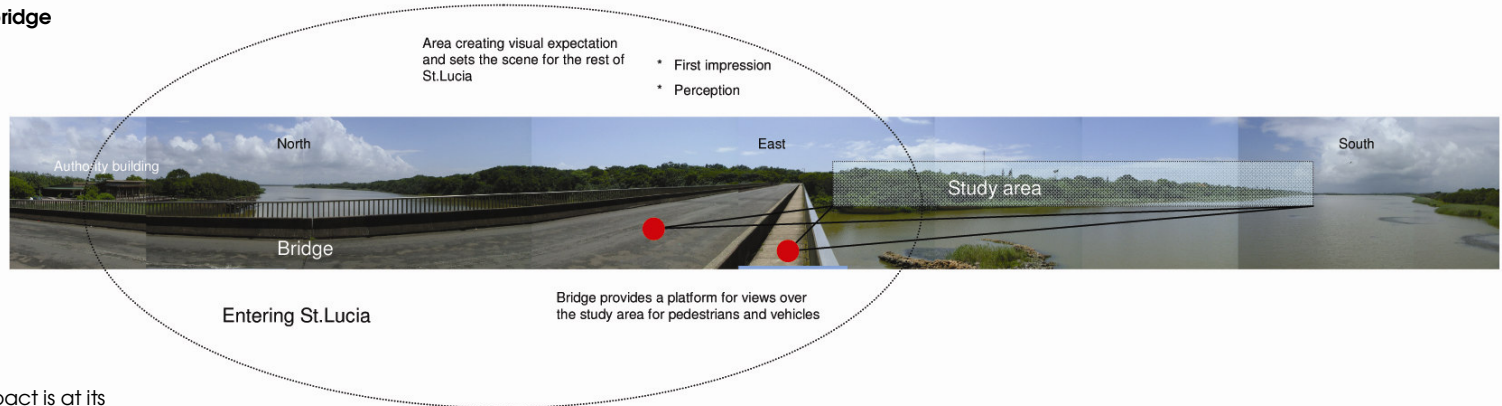 bridge
Area creating visual expectation
and sets the scene for the rest of
St.Lucia
* First impression
* Perception
North
East
South
Authority building
Study area
Bridge
Entering St.Lucia
Bridge provides a platform for views over
the study area for pedestrians and vehicles
pact is at its